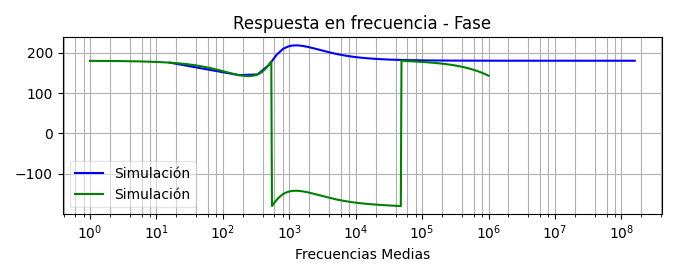 Respuesta en frecuencia - Fase
200
100
0
−100
Simulación
Simulación
10⁰ 10¹ 10² 10³ 10⁴ 10⁵ 10⁶ 10⁷ 10⁸
Frecuencias Medias